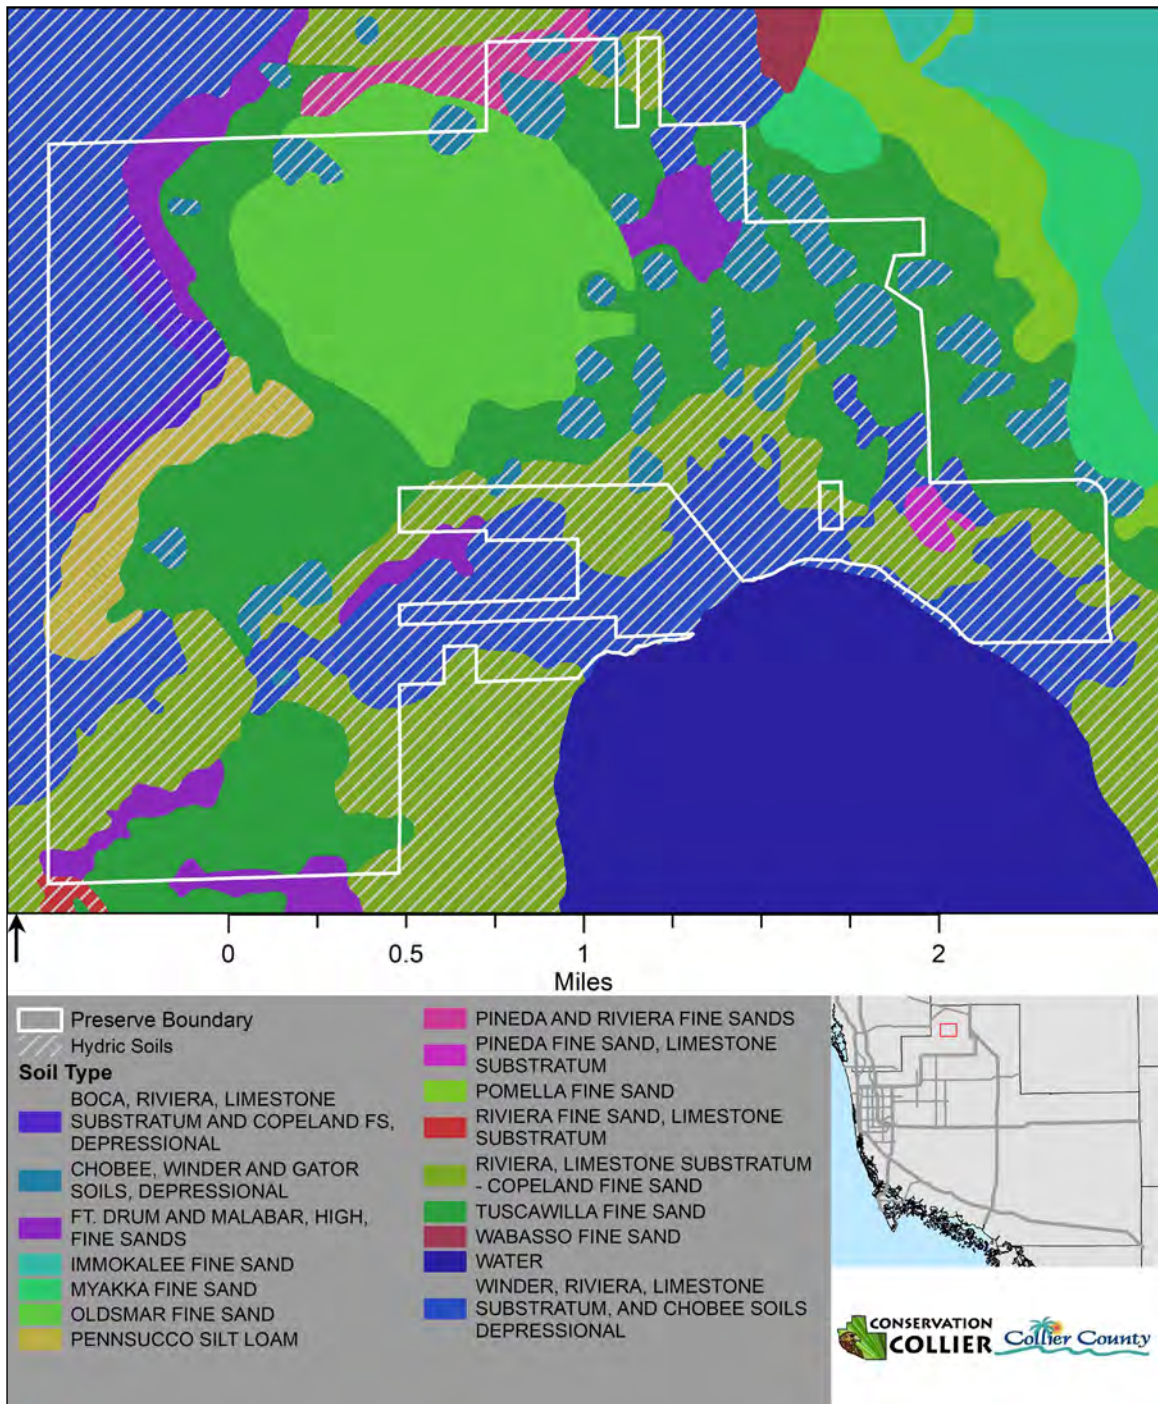 0 0.5 1 2
Miles
Preserve Boundary
Hydric Soils
Soil Type
BOCA, RIVIERA, LIMESTONE
SUBSTRATUM AND COPELAND FS,
DEPRESSIONAL
CHOBEE, WINDER AND GATOR
SOILS, DEPRESSIONAL
FT. DRUM AND MALABAR, HIGH,
FINE SANDS
IMMOKALEE FINE SAND
MYAKKA FINE SAND
OLDSMAR FINE SAND
PENNSUCCO SILT LOAM
PINEDA AND RIVIERA FINE SANDS
PINEDA FINE SAND, LIMESTONE
SUBSTRATUM
POMELLA FINE SAND
RIVIERA FINE SAND, LIMESTONE
SUBSTRATUM
RIVIERA, LIMESTONE SUBSTRATUM
- COPELAND FINE SAND
TUSCAWILLA FINE SAND
WABASSO FINE SAND
WATER
WINDER, RIVIERA, LIMESTONE
SUBSTRATUM, AND CHOBEE SOILS
DEPRESSIONAL
CONSERVATION
COLLIER
Collier County